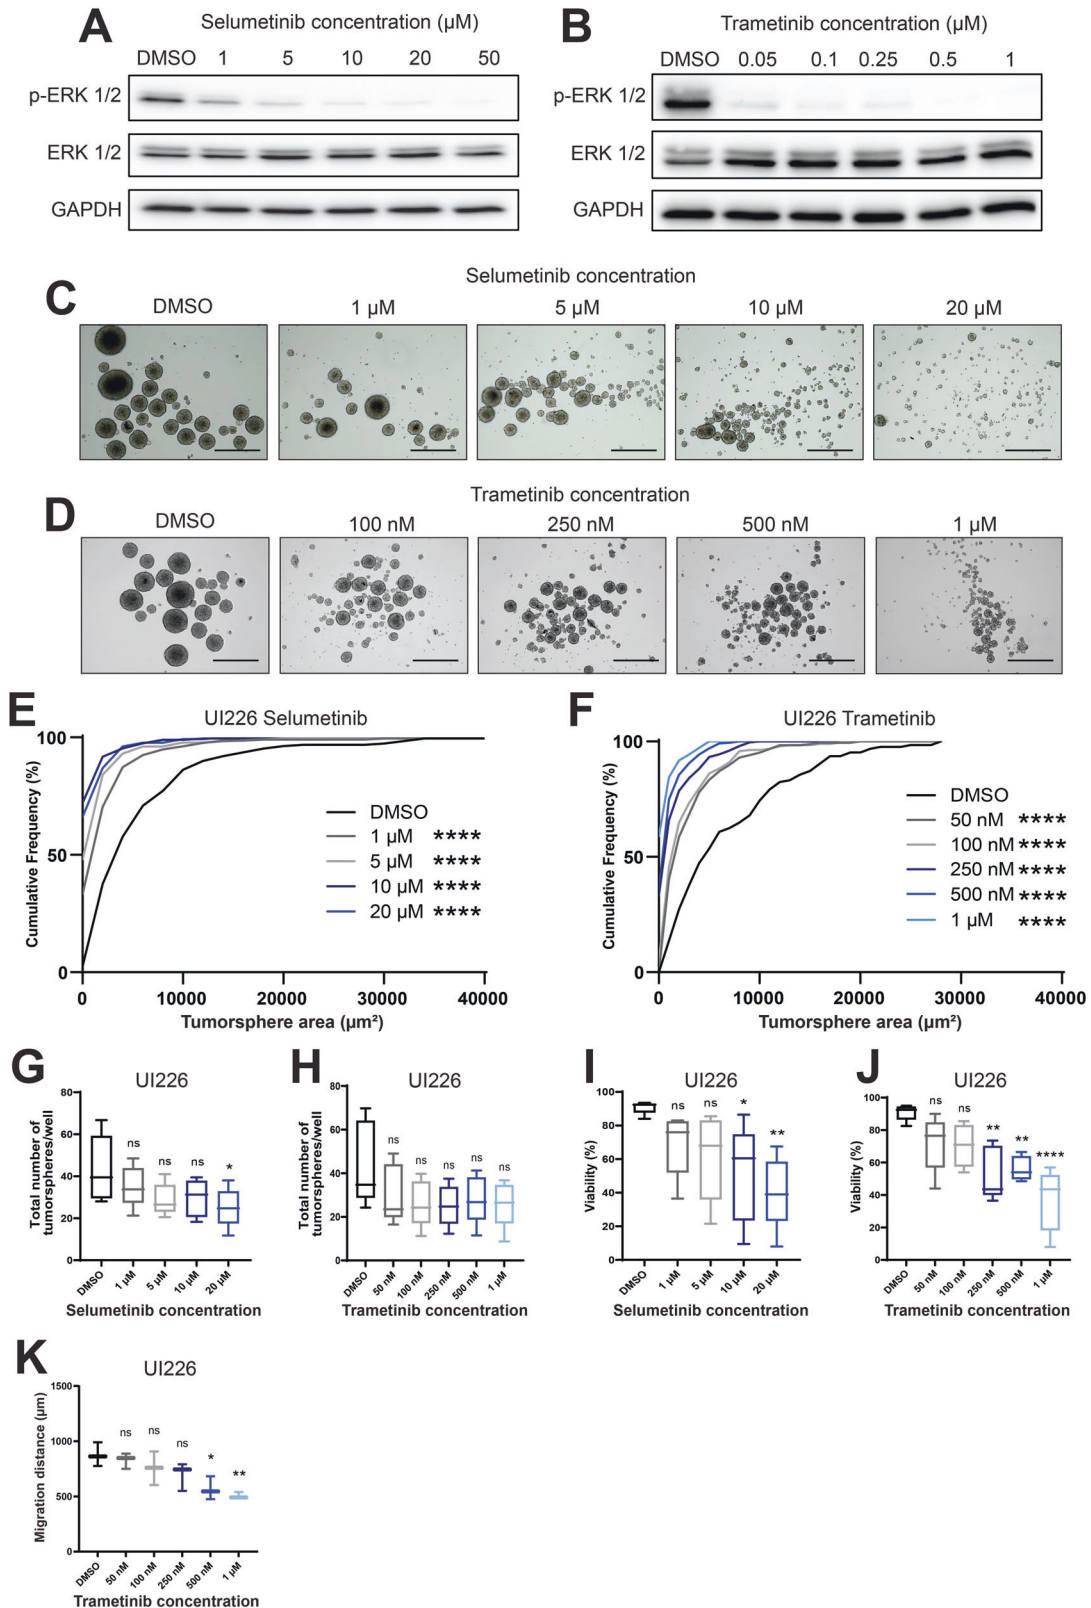 A
Selumetinib concentration (µM)
DMSO 1 5 10 20 50
p-ERK 1/2
ERK 1/2
GAPDH
B
Trametinib concentration (µM)
DMSO 0.05 0.1 0.25 0.5 1
p-ERK 1/2
ERK 1/2
GAPDH
C
Selumetinib concentration
DMSO 1 µM 5 µM 10 µM 20 µM
D
Trametinib concentration
DMSO 100 nM 250 nM 500 nM 1 µM
E
UI226 Selumetinib
Cumulative Frequency (%)
100
50
0
0 10000 20000 30000 40000
Tumorsphere area (µm²)
DMSO
1 µM ****
5 µM ****
10 µM ****
20 µM ****
F
UI226 Trametinib
Cumulative Frequency (%)
100
50
0
0 10000 20000 30000 40000
Tumorsphere area (µm²)
DMSO
50 nM ****
100 nM ****
250 nM ****
500 nM ****
1 µM ****
G
UI226
Total number of
tumorspheres/well
80
60
40
20
0
ns ns ns *
DMSO 1 µM 5 µM 10 µM 20 µM
Selumetinib concentration
H
UI226
Total number of
tumorspheres/well
80
60
40
20
0
ns ns ns ns ns
DMSO 50 nM 100 nM 250 nM 500 nM 1 µM
Trametinib concentration
I
UI226
Viability (%)
100
80
60
40
20
0
ns ns * **
DMSO 1 µM 5 µM 10 µM 20 µM
Selumetinib concentration
J
UI226
Viability (%)
100
80
60
40
20
0
ns ns ** ** ****
DMSO 50 nM 100 nM 250 nM 500 nM 1 µM
Trametinib concentration
K
UI226
Migration distance (µm)
1500
1000
500
0
ns ns ns * **
DMSO 50 nM 100 nM 250 nM 500 nM 1 µM
Trametinib concentration